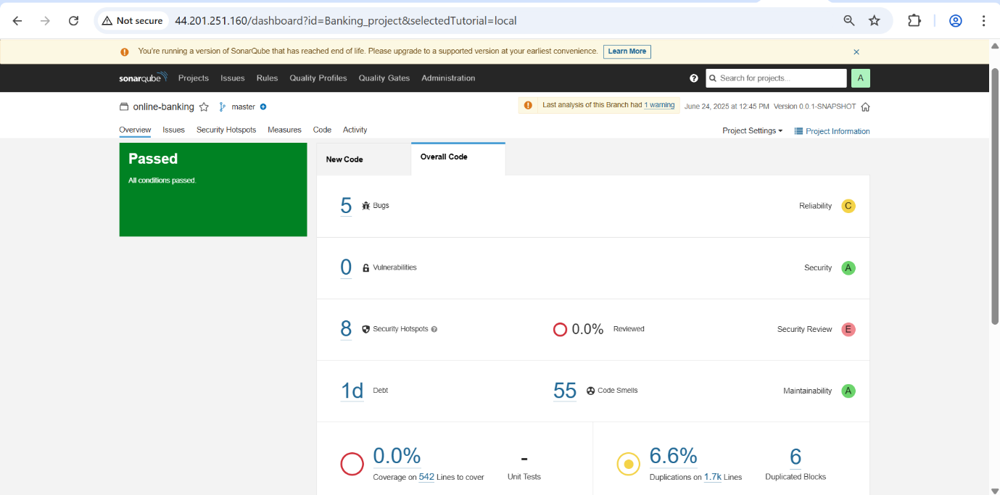 Not secure 44.201.251.160/dashboard?id=Banking_project&selectedTutorial=local
You're running a version of SonarQube that has reached end of life. Please upgrade to a supported version at your earliest convenience. Learn More
sonarqube Projects Issues Rules Quality Profiles Quality Gates Administration Search for projects... A
online-banking master Last analysis of this Branch had 1 warning June 24, 2025 at 12:45 PM Version 0.0.1-SNAPSHOT
Overview Issues Security Hotspots Measures Code Activity Project Settings Project Information
Passed
All conditions passed.
New Code Overall Code
5 Bugs Reliability C
0 Vulnerabilities Security A
8 Security Hotspots 0.0% Reviewed Security Review E
1d Debt 55 Code Smells Maintainability A
0.0% - 6.6% 6
Coverage on 542 Lines to cover Unit Tests Duplications on 1.7k Lines Duplicated Blocks